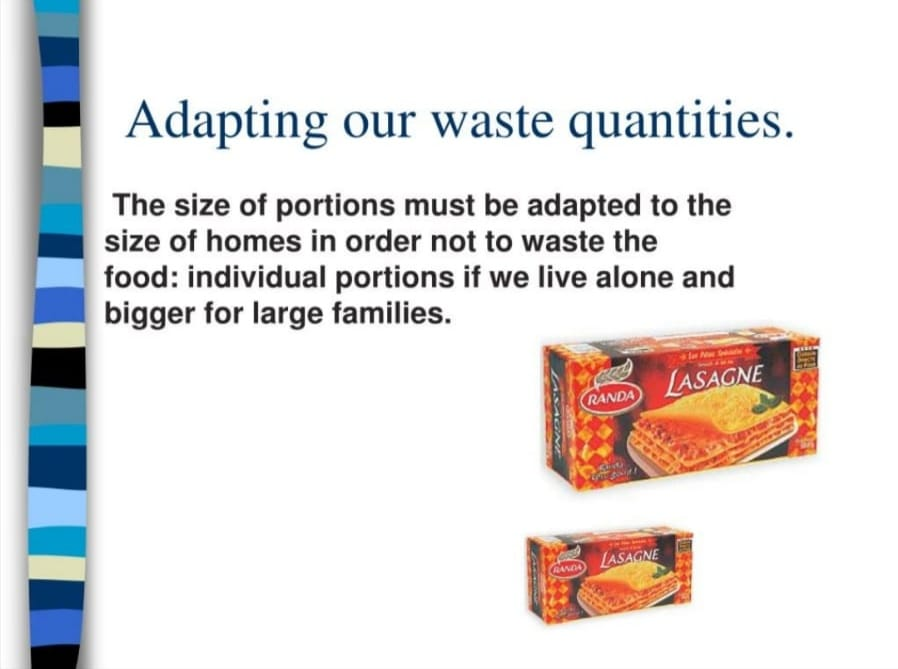 Adapting our waste quantities.
The size of portions must be adapted to the
size of homes in order not to waste the
food: individual portions if we live alone and
bigger for large families.
LASAGNE
RANDA
LASAGNE
LASAGNE
RANDA